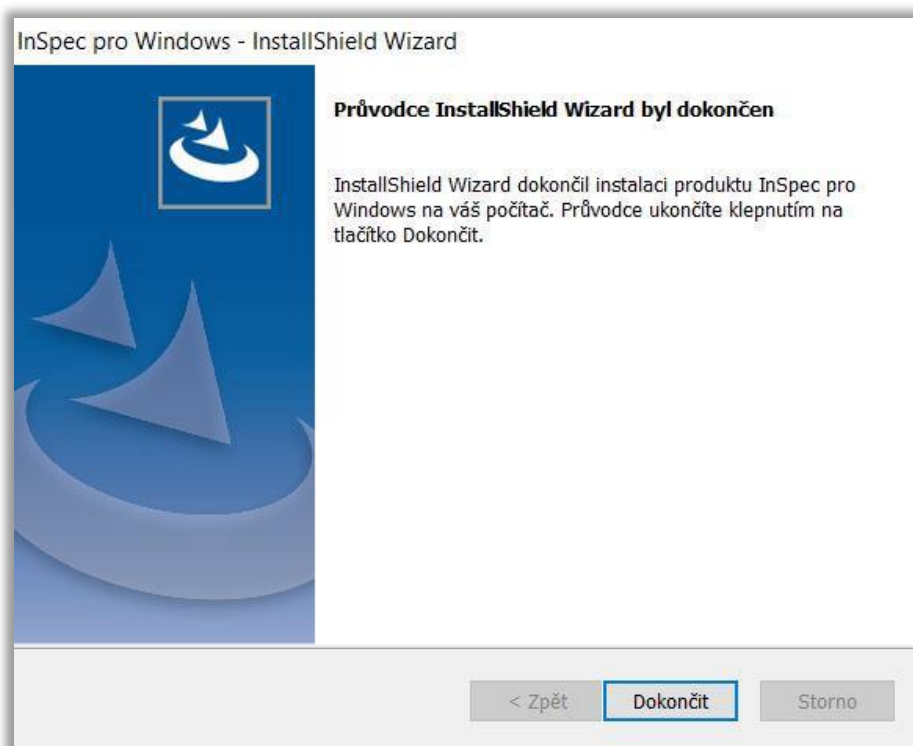 InSpec pro Windows - InstallShield Wizard
Průvodce InstallShield Wizard byl dokončen
InstallShield Wizard dokončil instalaci produktu InSpec pro
Windows na váš počítač. Průvodce ukončíte klepnutím na
tlačítko Dokončit.
< Zpět Dokončit Storno